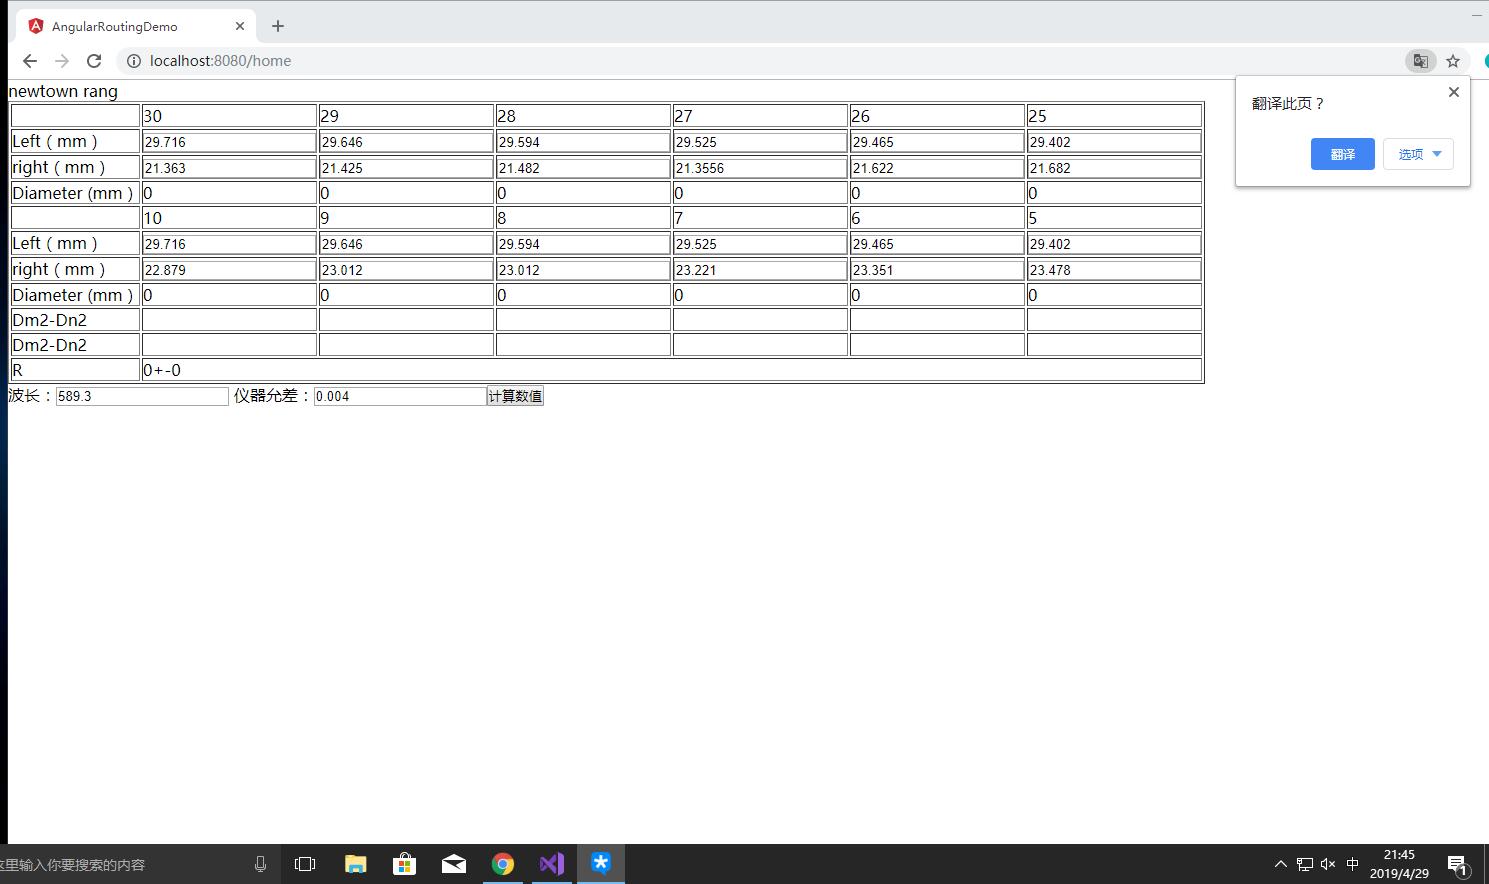 AngularRoutingDemo
localhost:8080/home
翻译此页？
翻译 选项
newtown rang
30 29 28 27 26 25
Left（mm） 29.716 29.646 29.594 29.525 29.465 29.402
right（mm） 21.363 21.425 21.482 21.3556 21.622 21.682
Diameter (mm） 0 0 0 0 0 0
10 9 8 7 6 5
Left（mm） 29.716 29.646 29.594 29.525 29.465 29.402
right（mm） 22.879 23.012 23.012 23.221 23.351 23.478
Diameter (mm） 0 0 0 0 0 0
Dm2-Dn2
Dm2-Dn2
R 0+-0
波长：589.3 仪器允差：0.004 计算数值
这里输入你要搜索的内容
中
21:45
2019/4/29
1